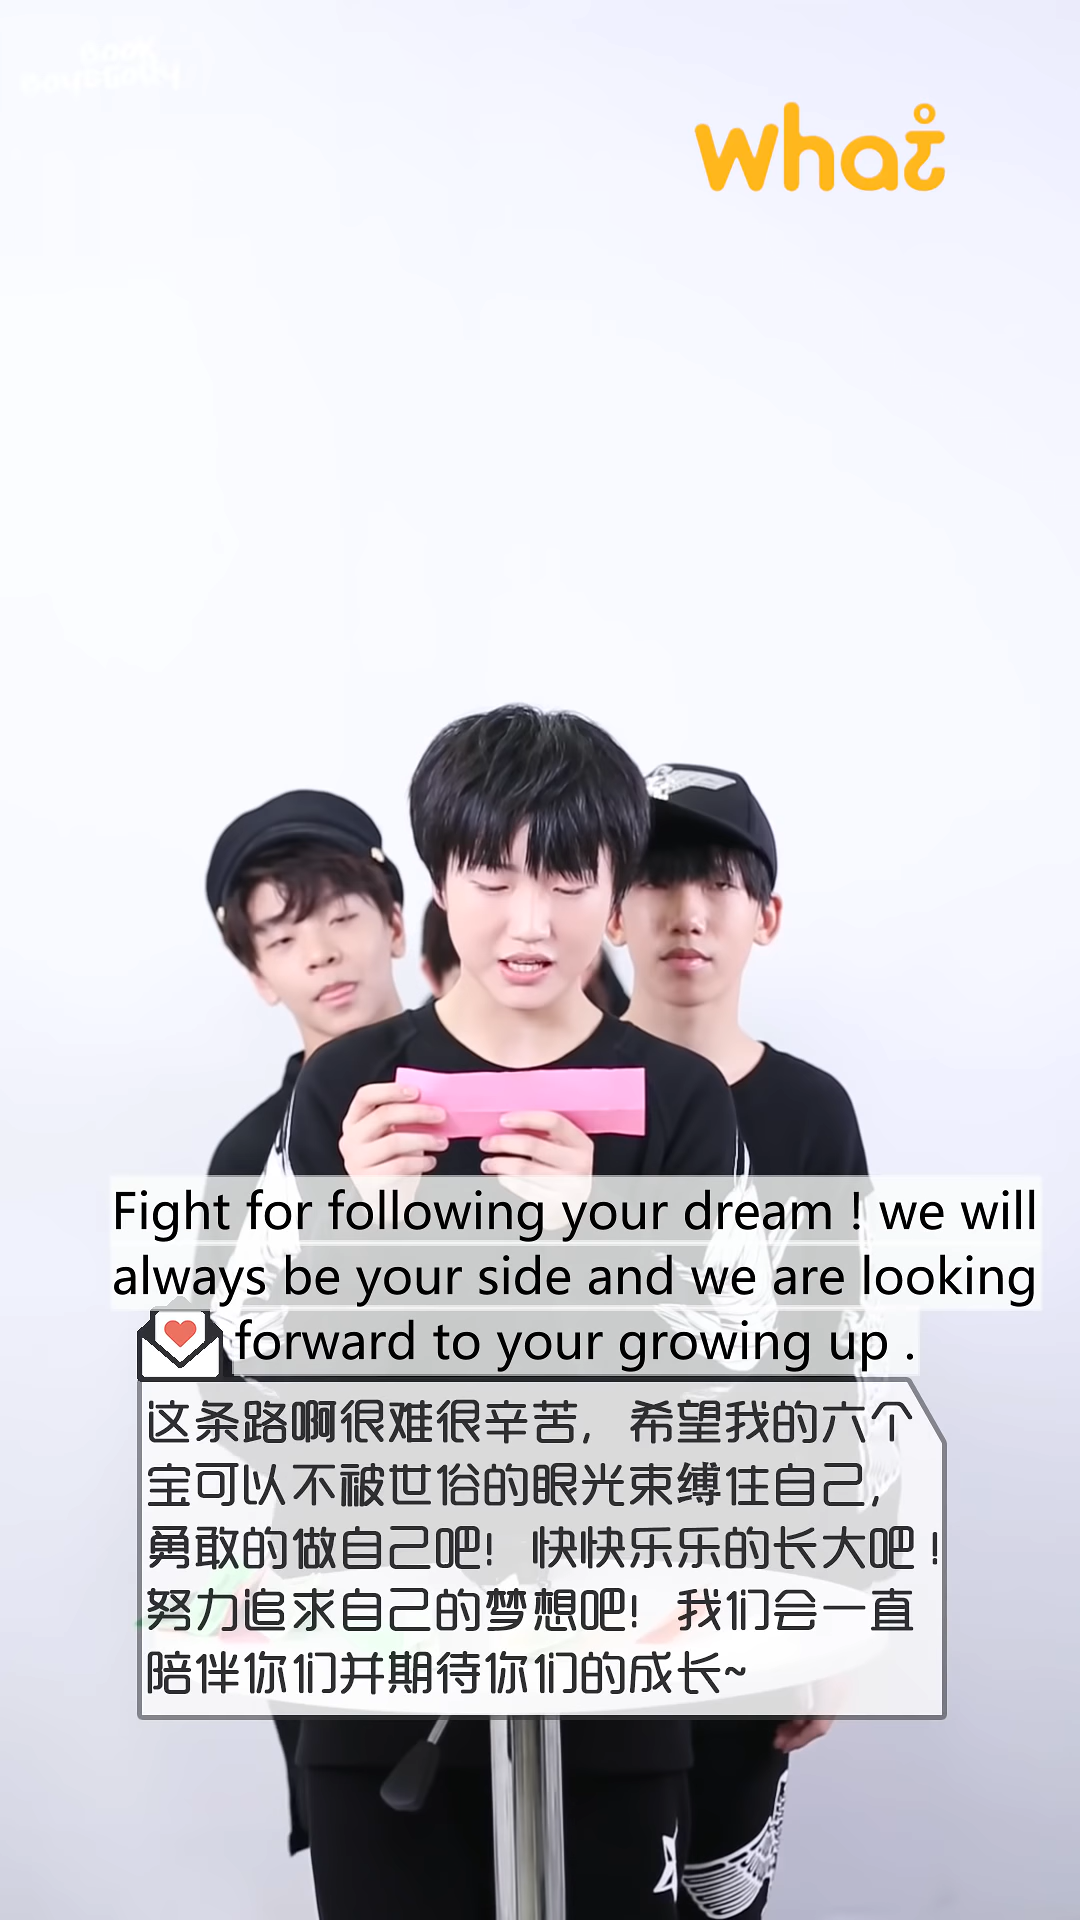 What
Fight for following your dream ! we will
always be your side and we are looking
forward to your growing up .
这条路啊很难很辛苦，希望我的六个
宝可以不被世俗的眼光束缚住自己，
勇敢的做自己吧！快快乐乐的长大吧！
努力追求自己的梦想吧！我们会一直
陪伴你们并期待你们的成长~